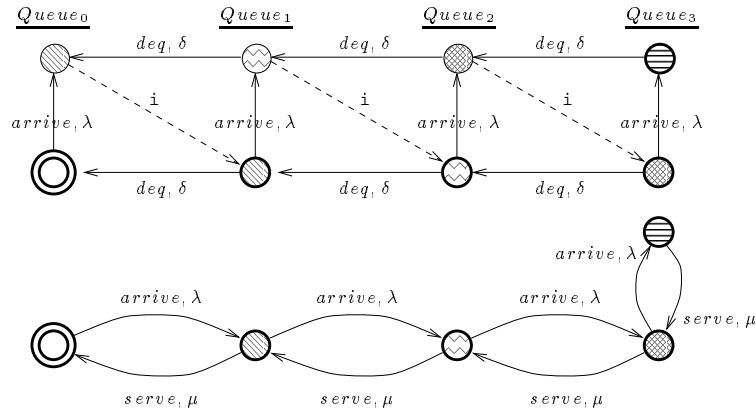 Queue₀ Queue₁ Queue₂ Queue₃
deq, δ deq, δ deq, δ
i i i
arrive, λ arrive, λ arrive, λ arrive, λ
deq, δ deq, δ deq, δ
arrive, λ
arrive, λ arrive, λ arrive, λ
serve, μ
serve, μ serve, μ serve, μ